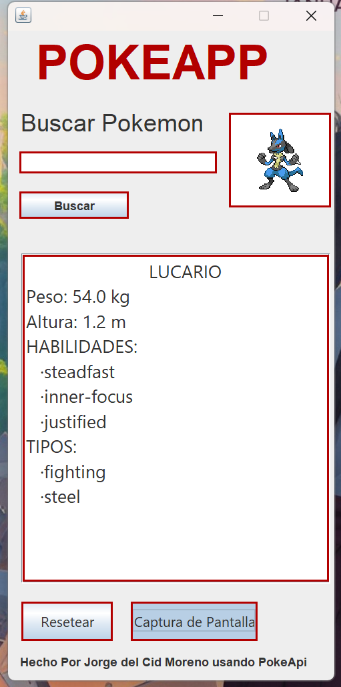 POKEAPP
Buscar Pokemon
Buscar
LUCARIO
Peso: 54.0 kg
Altura: 1.2 m
HABILIDADES:
·steadfast
·inner-focus
·justified
TIPOS:
·fighting
·steel
Resetear
Captura de Pantalla
Hecho Por Jorge del Cid Moreno usando PokeApi